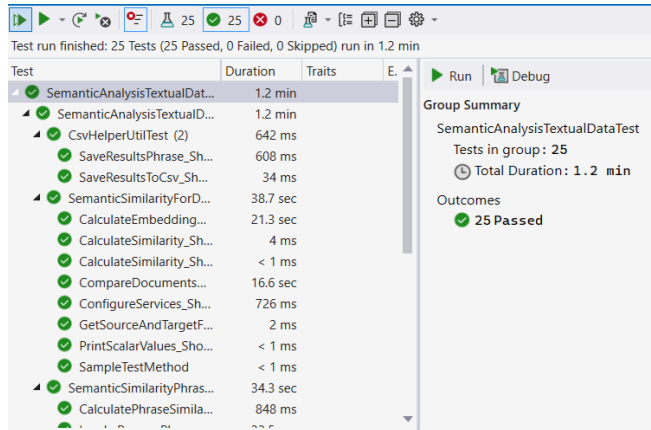 25 25 0
Test run finished: 25 Tests (25 Passed, 0 Failed, 0 Skipped) run in 1.2 min
Test Duration Traits E.
SemanticAnalysisTextualDat... 1.2 min
SemanticAnalysisTextualD... 1.2 min
CsvHelperUtilTest (2) 642 ms
SaveResultsPhrase_Sh... 608 ms
SaveResultsToCsv_Sh... 34 ms
SemanticSimilarityForD... 38.7 sec
CalculateEmbedding... 21.3 sec
CalculateSimilarity_Sh... 4 ms
CalculateSimilarity_Sh... < 1 ms
CompareDocuments... 16.6 sec
ConfigureServices_Sh... 726 ms
GetSourceAndTargetF... 2 ms
PrintScalarValues_Sho... < 1 ms
SampleTestMethod < 1 ms
SemanticSimilarityPhras... 34.3 sec
CalculatePhraseSimila... 848 ms
Run Debug
Group Summary
SemanticAnalysisTextualDataTest
Tests in group: 25
Total Duration: 1.2 min
Outcomes
25 Passed